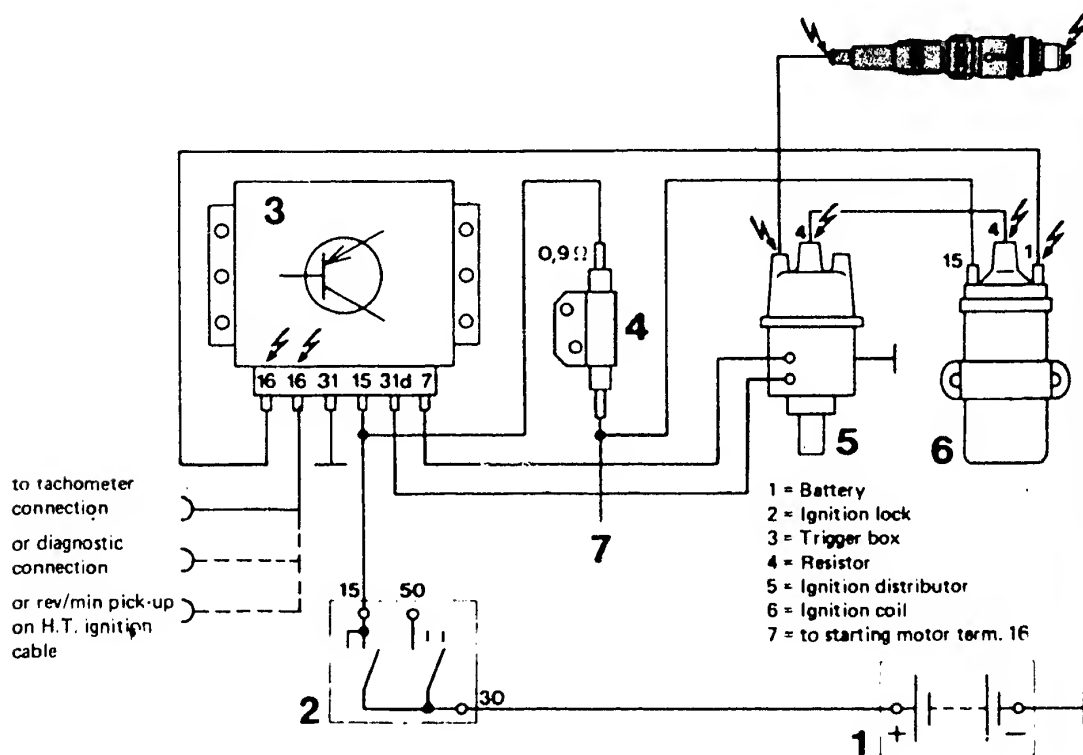 3
0,9Ω
4
4
4
1
15
16 16 31 15 31d 7
5
6
7
to tachometer
connection
or diagnostic
connection
or rev/min pick-up
on H.T. ignition
cable
1 = Battery
2 = Ignition lock
3 = Trigger box
4 = Resistor
5 = Ignition distributor
6 = Ignition coil
7 = to starting motor term. 16
15 50
2
30
1
+ −